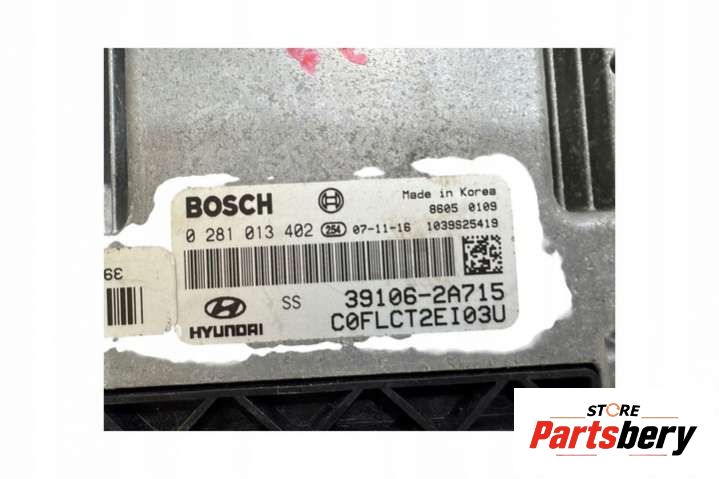 BOSCH
Made in Korea
8605 0109
0 281 013 402 254 07-11-16 1039S25419
39
SS 39106-2A715
HYUNDAI C0FLCT2EI03U
STORE
Partsbery